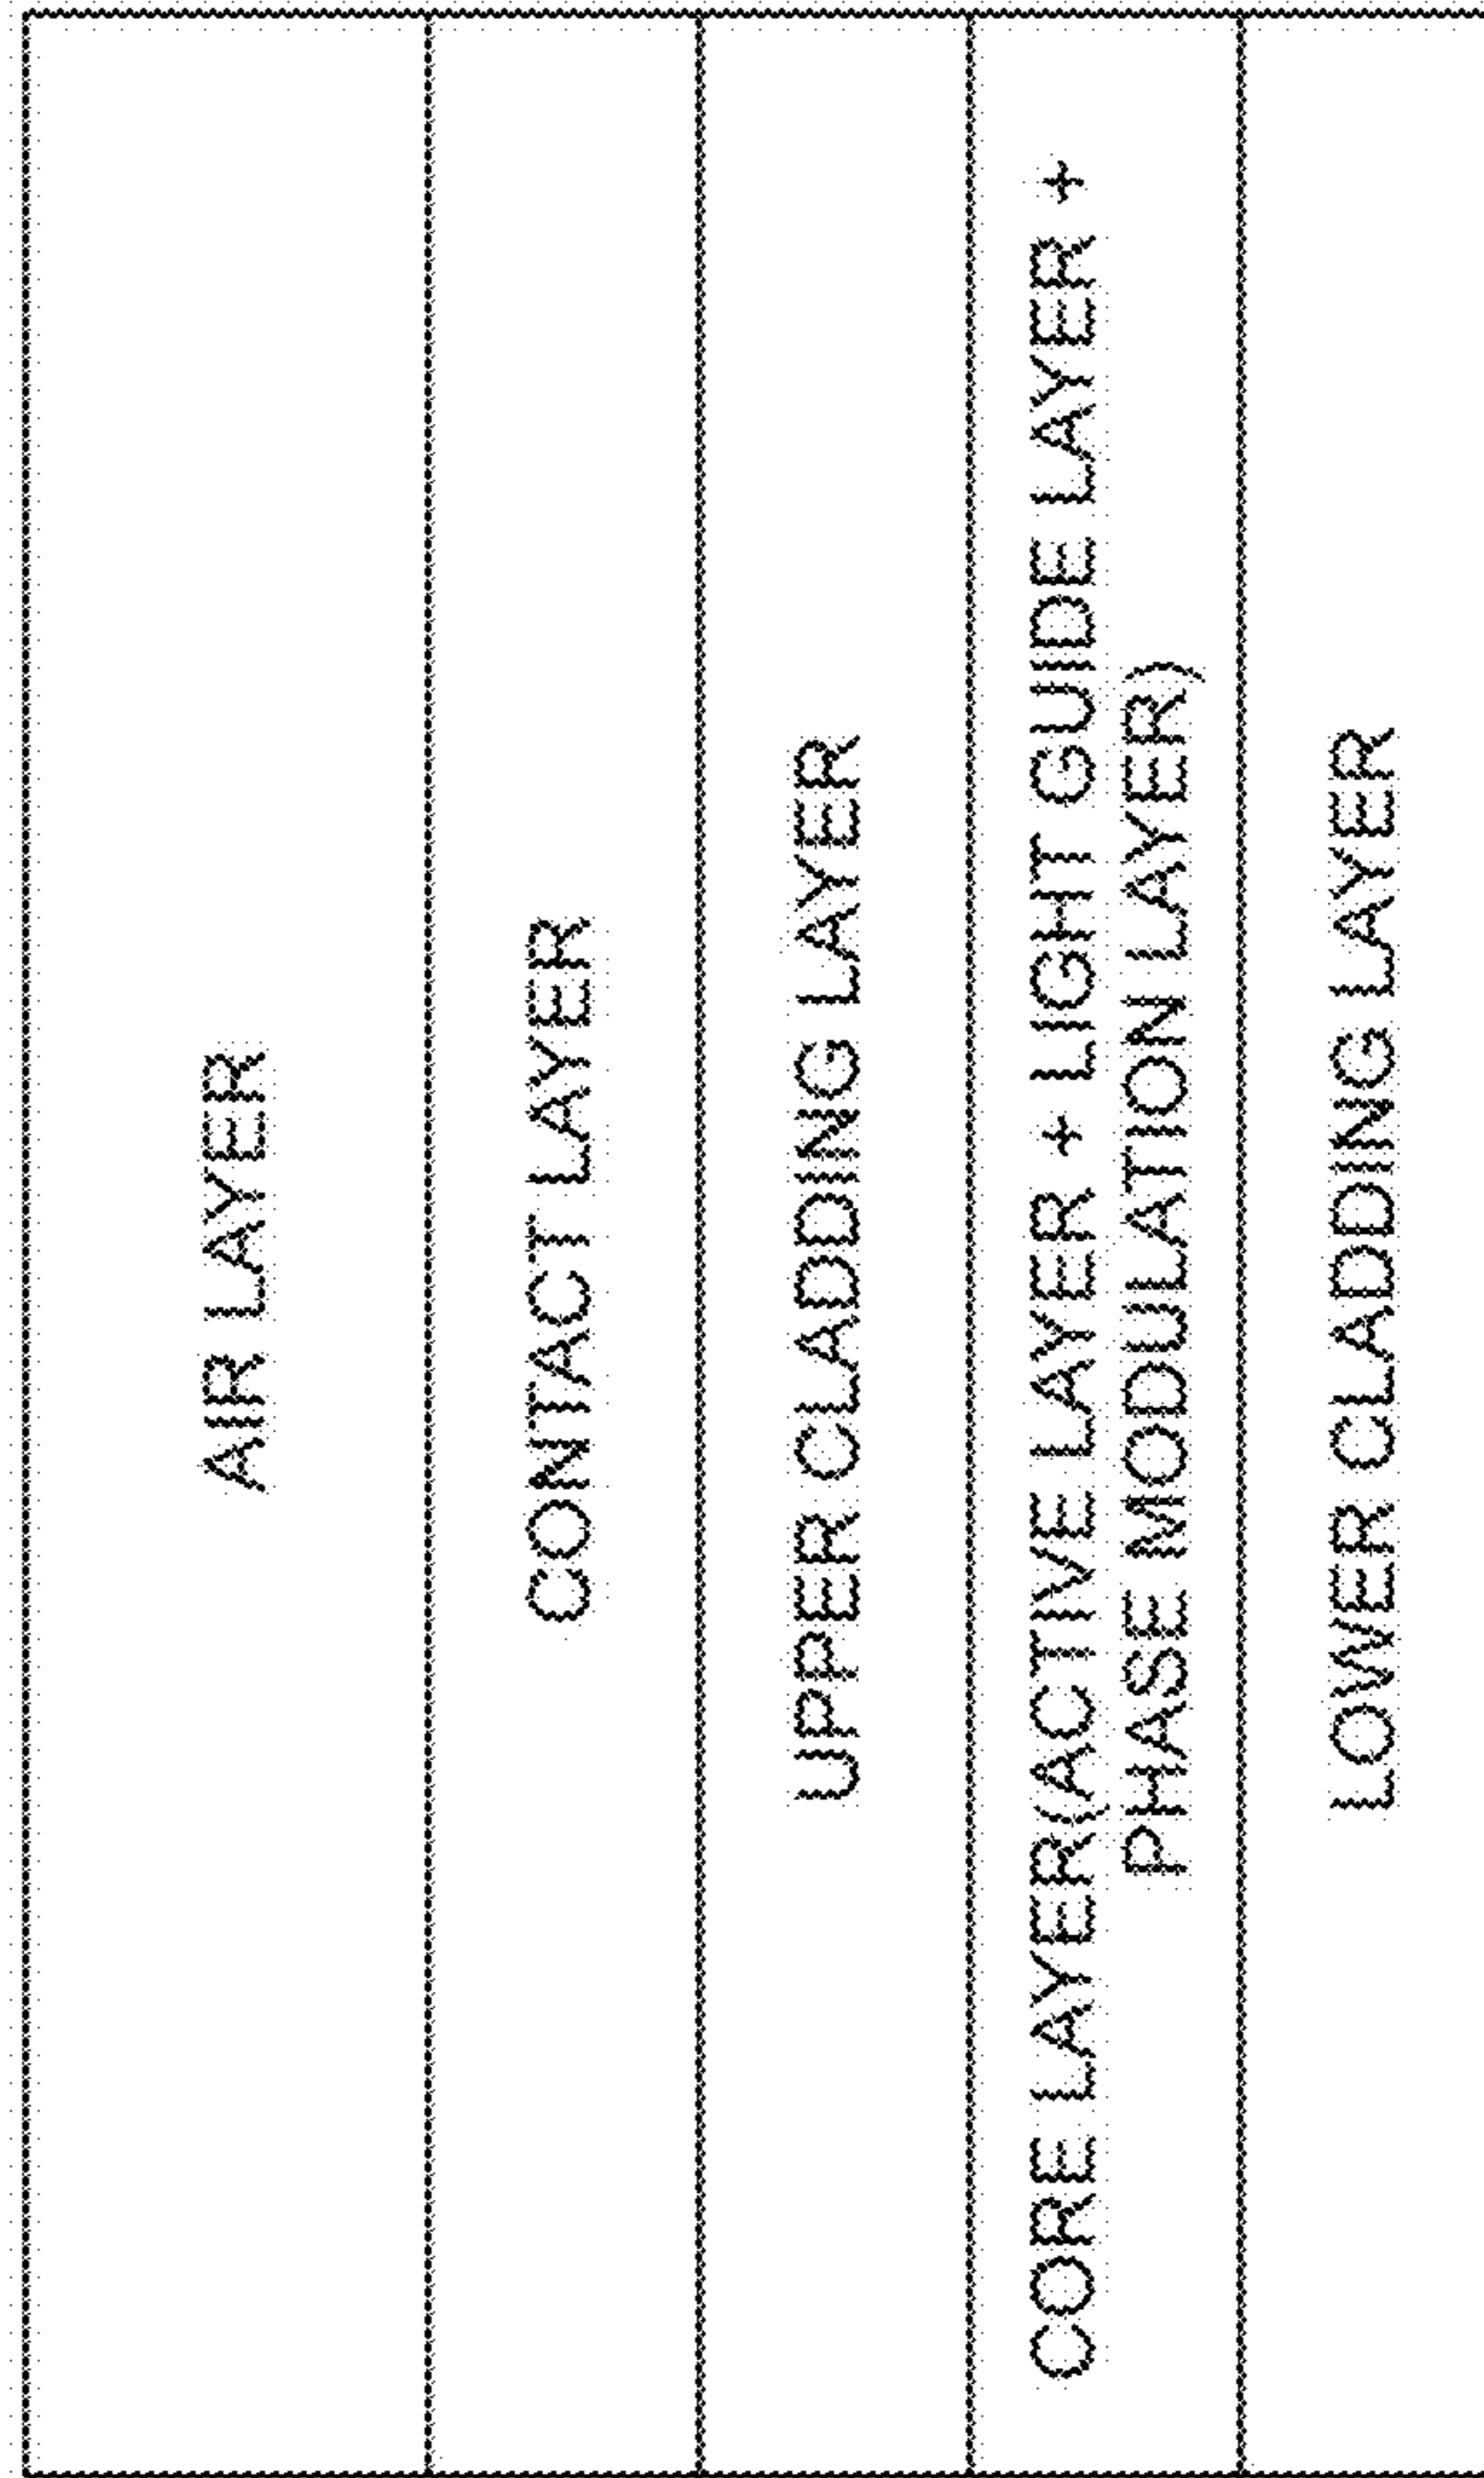 AIR LAYER
CONTACT LAYER
UPPER CLADDING LAYER
CORE LAYER(ACTIVE LAYER + LIGHT GUIDE LAYER +
PHASE MODULATION LAYER)
LOWER CLADDING LAYER